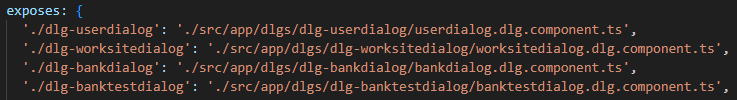 exposes: {
'./dlg-userdialog': './src/app/dlgs/dlg-userdialog/userdialog.dlg.component.ts',
'./dlg-worksitedialog': './src/app/dlgs/dlg-worksitedialog/worksitedialog.dlg.component.ts',
'./dlg-bankdialog': './src/app/dlgs/dlg-bankdialog/bankdialog.dlg.component.ts',
'./dlg-banktestdialog': './src/app/dlgs/dlg-banktestdialog/banktestdialog.dlg.component.ts',